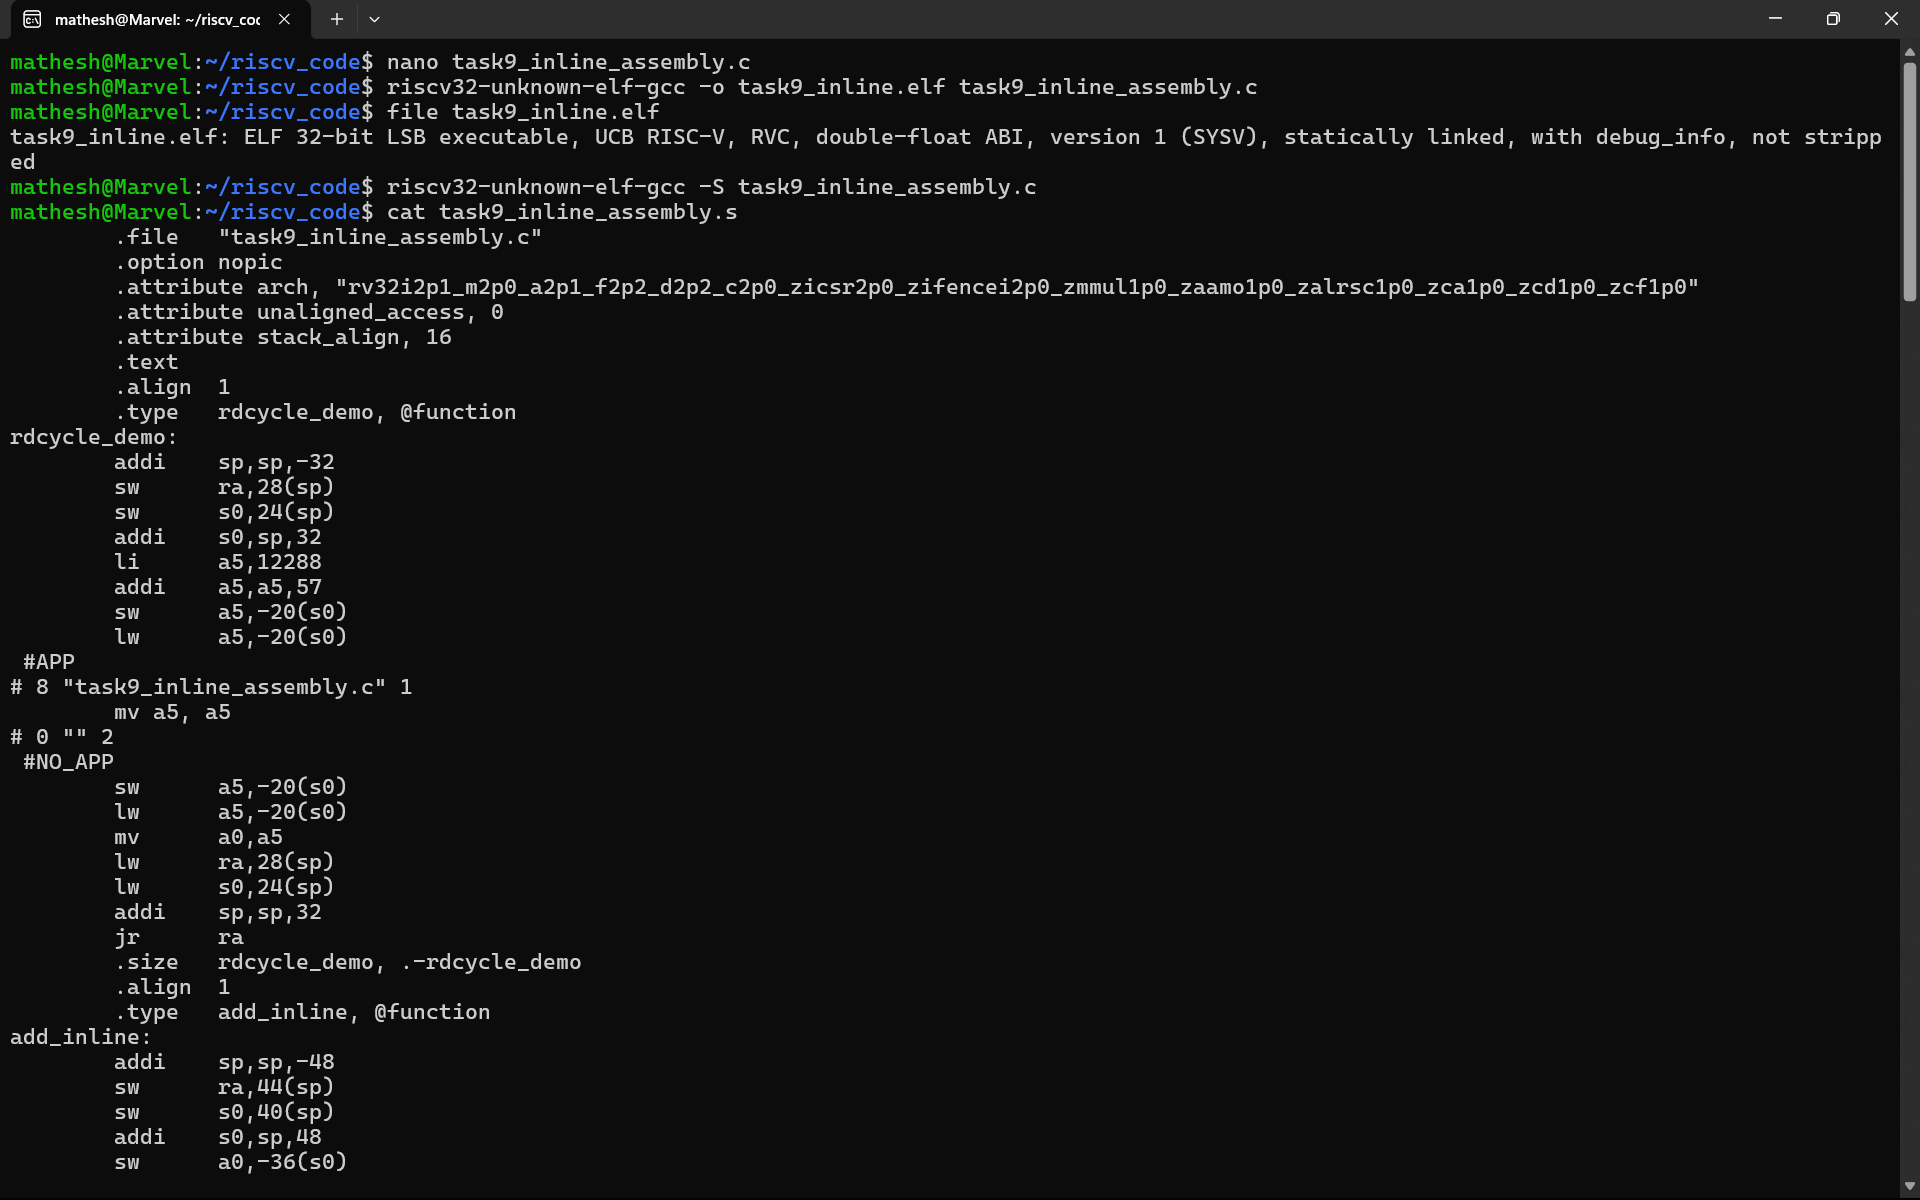 mathesh@Marvel: ~/riscv_coc
mathesh@Marvel:~/riscv_code$ nano task9_inline_assembly.c
mathesh@Marvel:~/riscv_code$ riscv32-unknown-elf-gcc -o task9_inline.elf task9_inline_assembly.c
mathesh@Marvel:~/riscv_code$ file task9_inline.elf
task9_inline.elf: ELF 32-bit LSB executable, UCB RISC-V, RVC, double-float ABI, version 1 (SYSV), statically linked, with debug_info, not stripp
ed
mathesh@Marvel:~/riscv_code$ riscv32-unknown-elf-gcc -S task9_inline_assembly.c
mathesh@Marvel:~/riscv_code$ cat task9_inline_assembly.s
        .file   "task9_inline_assembly.c"
        .option nopic
        .attribute arch, "rv32i2p1_m2p0_a2p1_f2p2_d2p2_c2p0_zicsr2p0_zifencei2p0_zmmul1p0_zaamo1p0_zalrsc1p0_zca1p0_zcd1p0_zcf1p0"
        .attribute unaligned_access, 0
        .attribute stack_align, 16
        .text
        .align  1
        .type   rdcycle_demo, @function
rdcycle_demo:
        addi    sp,sp,-32
        sw      ra,28(sp)
        sw      s0,24(sp)
        addi    s0,sp,32
        li      a5,12288
        addi    a5,a5,57
        sw      a5,-20(s0)
        lw      a5,-20(s0)
 #APP
# 8 "task9_inline_assembly.c" 1
        mv a5, a5
# 0 "" 2
 #NO_APP
        sw      a5,-20(s0)
        lw      a5,-20(s0)
        mv      a0,a5
        lw      ra,28(sp)
        lw      s0,24(sp)
        addi    sp,sp,32
        jr      ra
        .size   rdcycle_demo, .-rdcycle_demo
        .align  1
        .type   add_inline, @function
add_inline:
        addi    sp,sp,-48
        sw      ra,44(sp)
        sw      s0,40(sp)
        addi    s0,sp,48
        sw      a0,-36(s0)